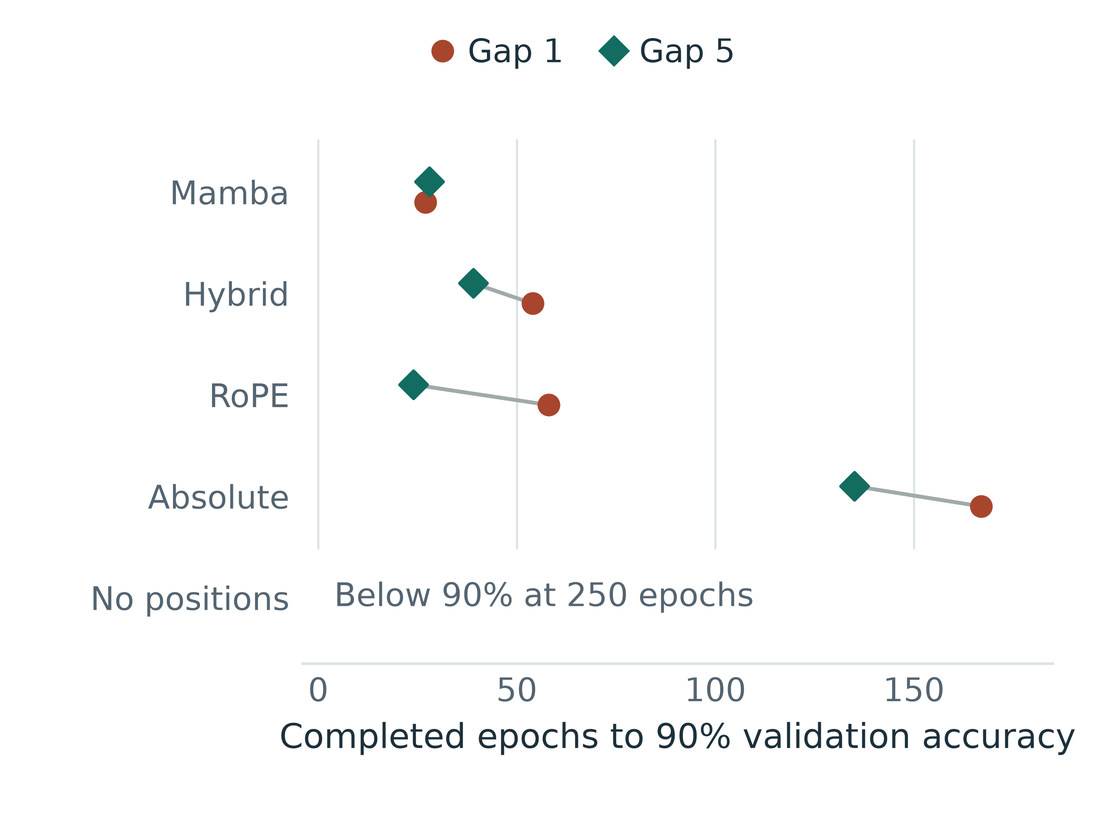 Gap 1 Gap 5
Mamba
Hybrid
RoPE
Absolute
No positions Below 90% at 250 epochs
0 50 100 150
Completed epochs to 90% validation accuracy